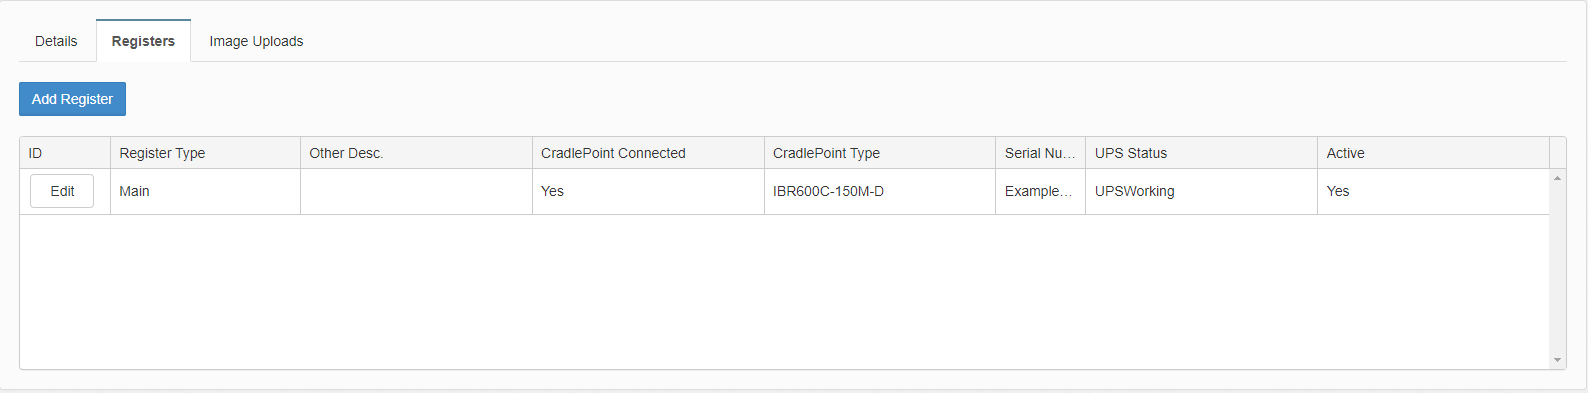 Details Registers Image Uploads
Add Register
ID Register Type Other Desc. CradlePoint Connected CradlePoint Type Serial Nu... UPS Status Active
Edit Main Yes IBR600C-150M-D Example... UPSWorking Yes